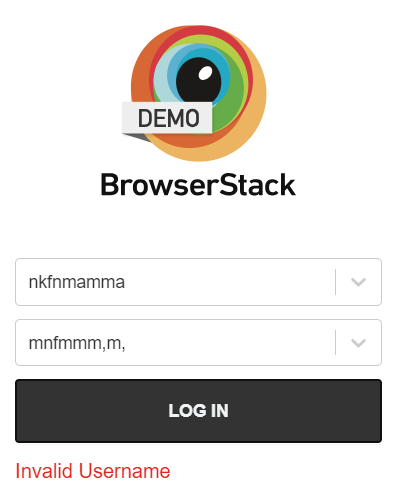 DEMO
BrowserStack
nkfnmamma
mnfmmm,m,
LOG IN
Invalid Username